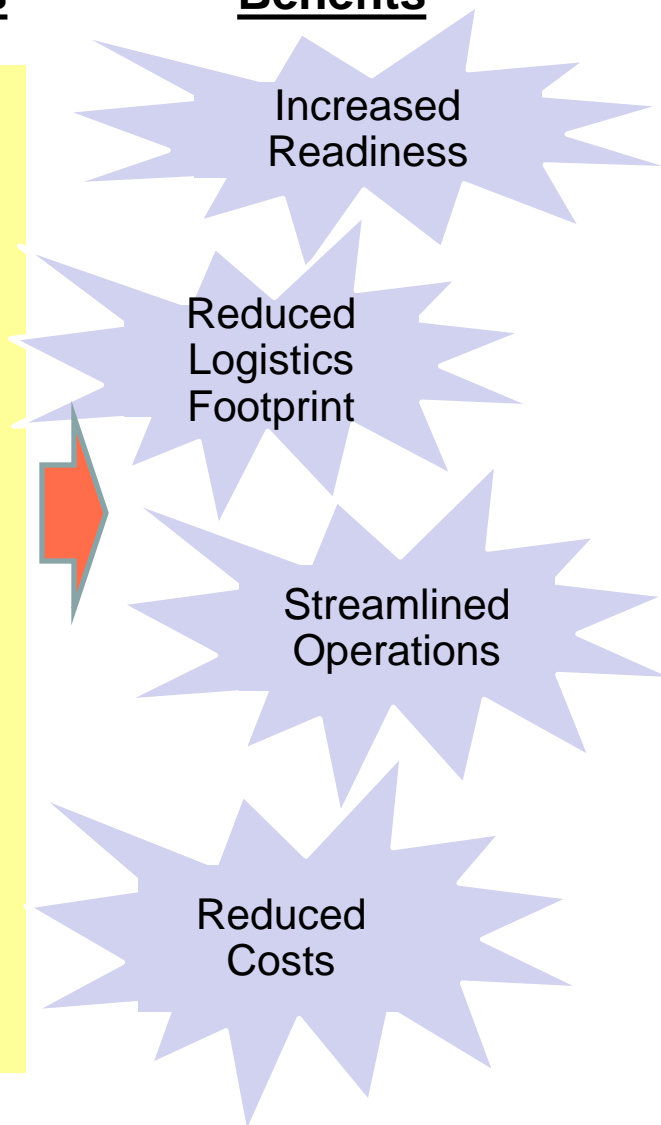 s
Benefits
Increased
Readiness
Reduced
Logistics
Footprint
Streamlined
Operations
Reduced
Costs